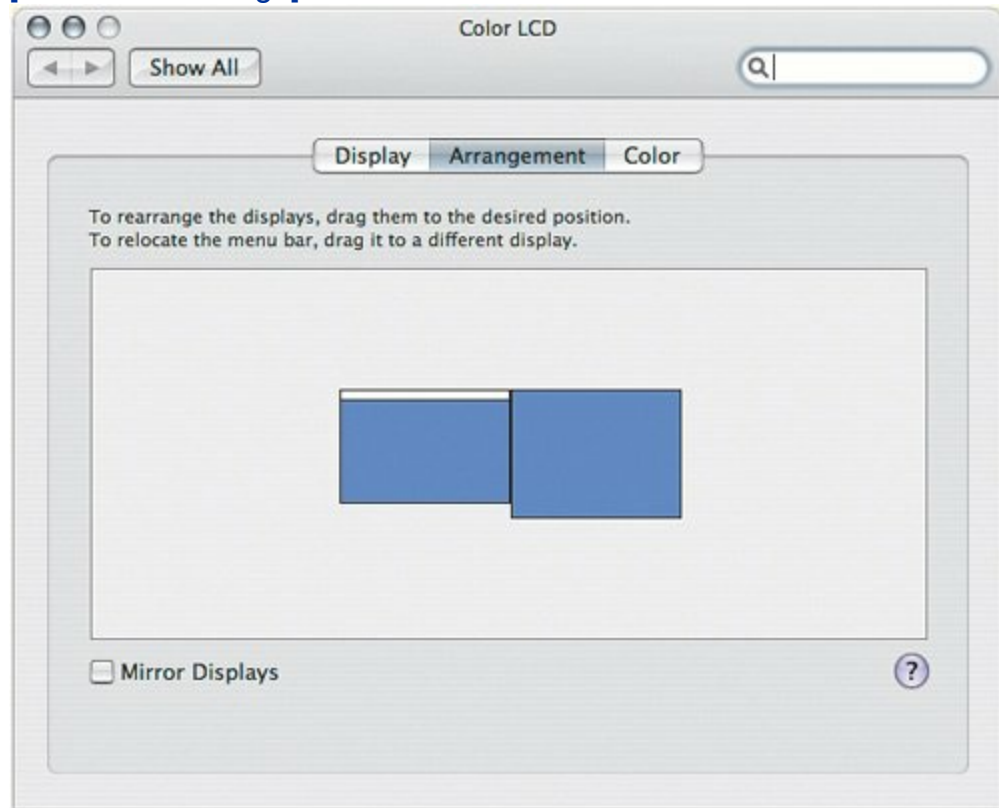 Color LCD
Show All
Display Arrangement Color
To rearrange the displays, drag them to the desired position.
To relocate the menu bar, drag it to a different display.
Mirror Displays
?